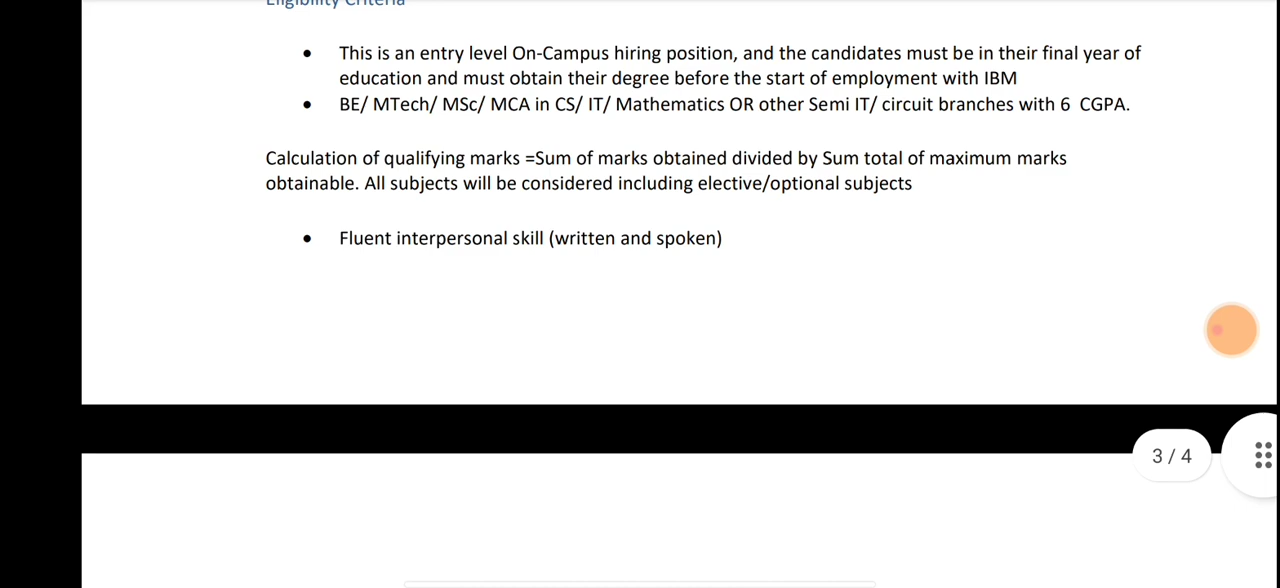 Eligibility Criteria
• This is an entry level On-Campus hiring position, and the candidates must be in their final year of
education and must obtain their degree before the start of employment with IBM
• BE/ MTech/ MSc/ MCA in CS/ IT/ Mathematics OR other Semi IT/ circuit branches with 6 CGPA.
Calculation of qualifying marks =Sum of marks obtained divided by Sum total of maximum marks
obtainable. All subjects will be considered including elective/optional subjects
• Fluent interpersonal skill (written and spoken)
3 / 4